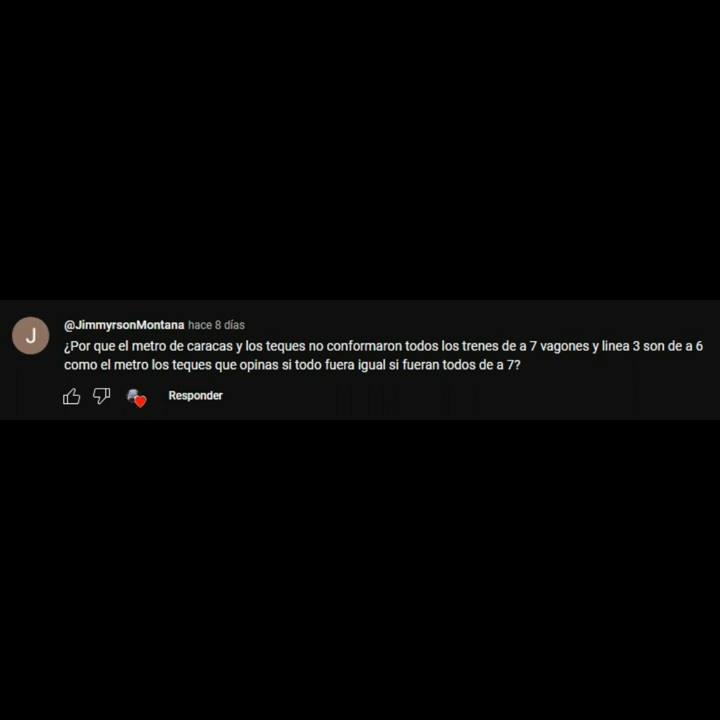 J
@JimmyrsonMontana hace 8 días
¿Por que el metro de caracas y los teques no conformaron todos los trenes de a 7 vagones y linea 3 son de a 6
como el metro los teques que opinas si todo fuera igual si fueran todos de a 7?
Responder